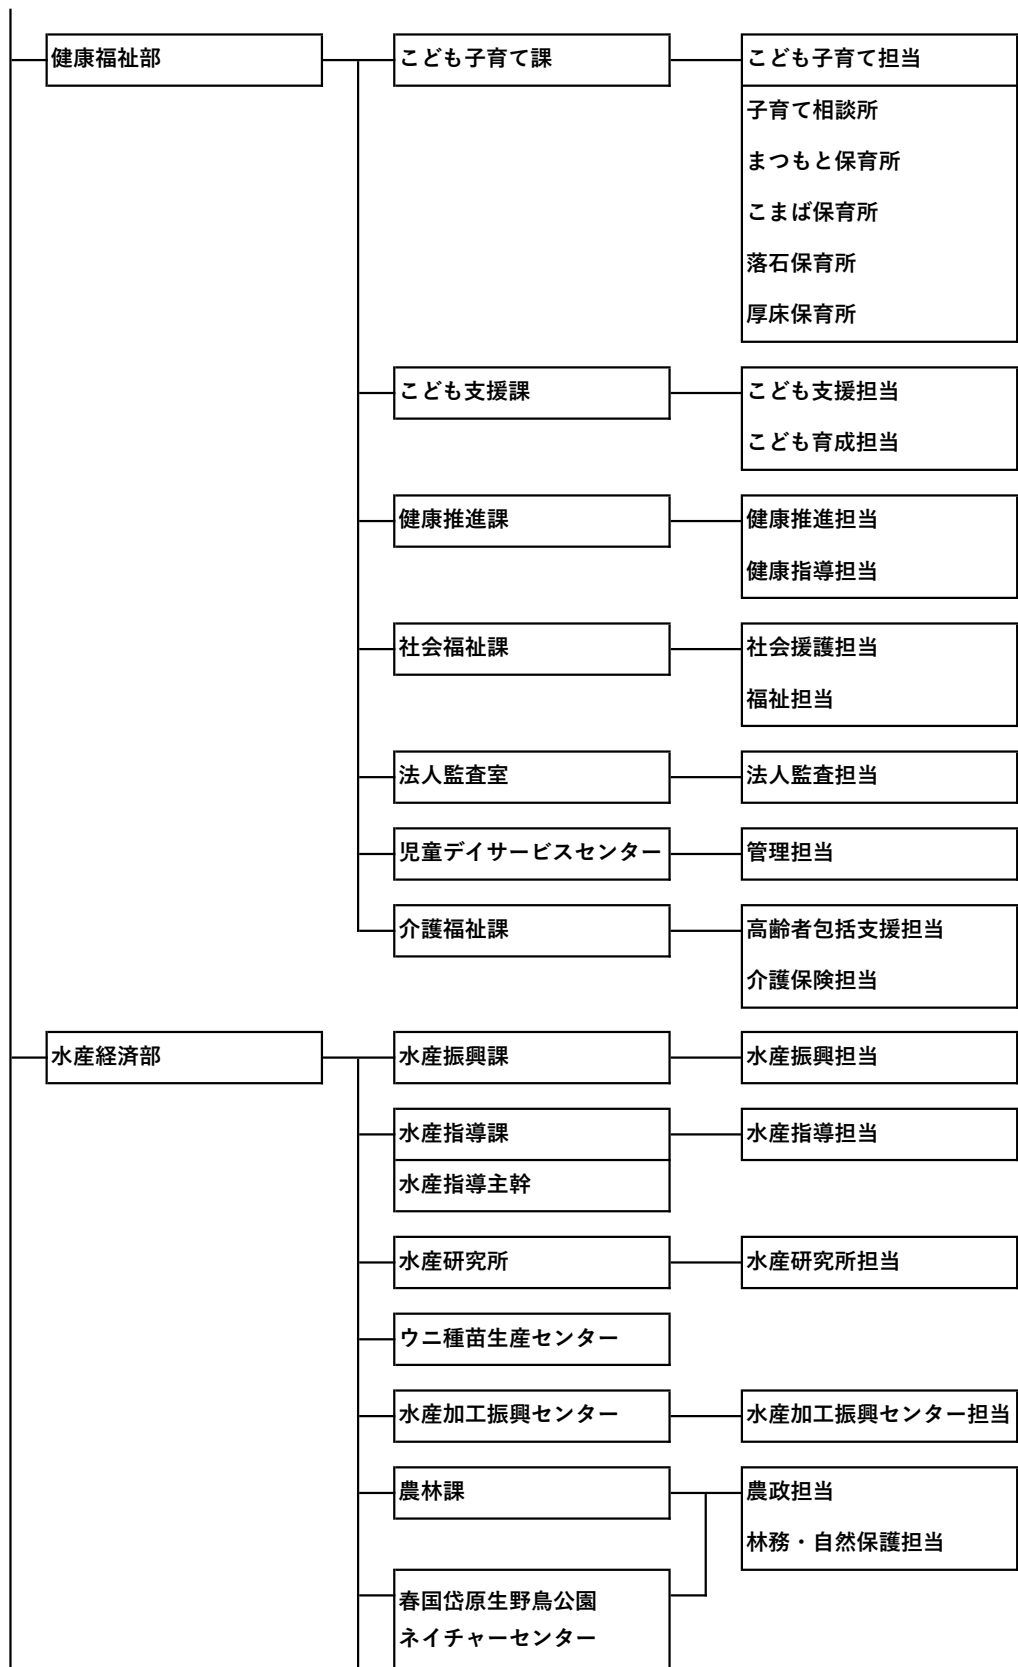 健康福祉部
こども子育て課
こども子育て担当
子育て相談所
まつもと保育所
こまば保育所
落石保育所
厚床保育所
こども支援課
こども支援担当
こども育成担当
健康推進課
健康推進担当
健康指導担当
社会福祉課
社会援護担当
福祉担当
法人監査室
法人監査担当
児童デイサービスセンター
管理担当
介護福祉課
高齢者包括支援担当
介護保険担当
水産経済部
水産振興課
水産振興担当
水産指導課
水産指導担当
水産指導主幹
水産研究所
水産研究所担当
ウニ種苗生産センター
水産加工振興センター
水産加工振興センター担当
農林課
農政担当
林務・自然保護担当
春国岱原生野鳥公園
ネイチャーセンター